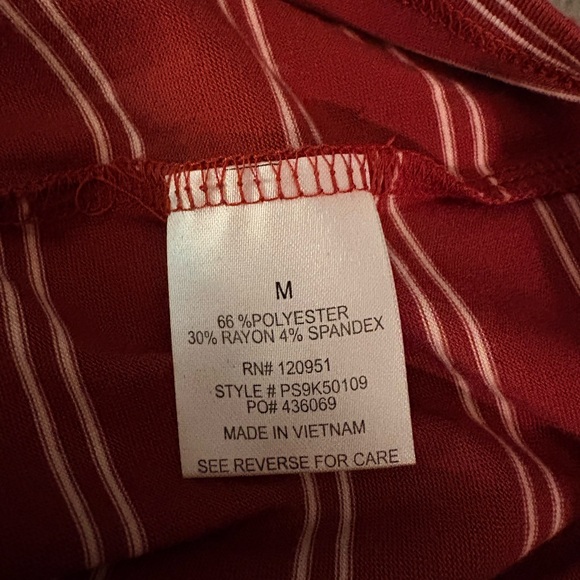 M
66 %POLYESTER
30% RAYON 4% SPANDEX
RN# 120951
STYLE # PS9K50109
PO# 436069
MADE IN VIETNAM
SEE REVERSE FOR CARE